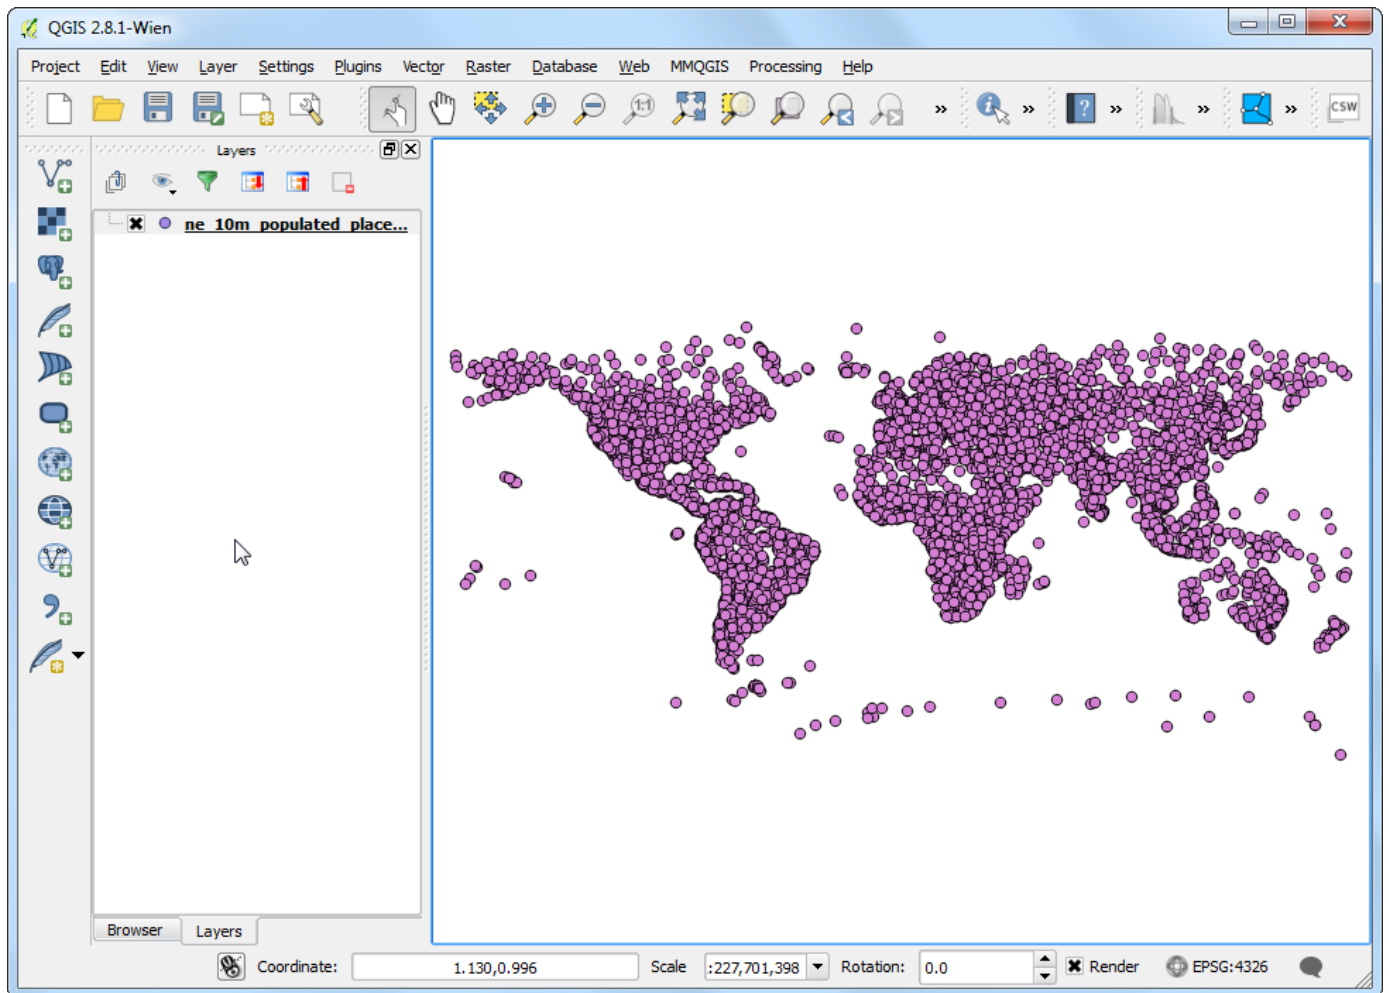 QGIS 2.8.1-Wien
Project Edit View Layer Settings Plugins Vector Raster Database Web MMQGIS Processing Help
1:1 » » ? » » » CSW
Layers
ne_10m_populated_place...
Browser Layers
Coordinate: 1.130,0.996 Scale :227,701,398 Rotation: 0.0 Render EPSG:4326